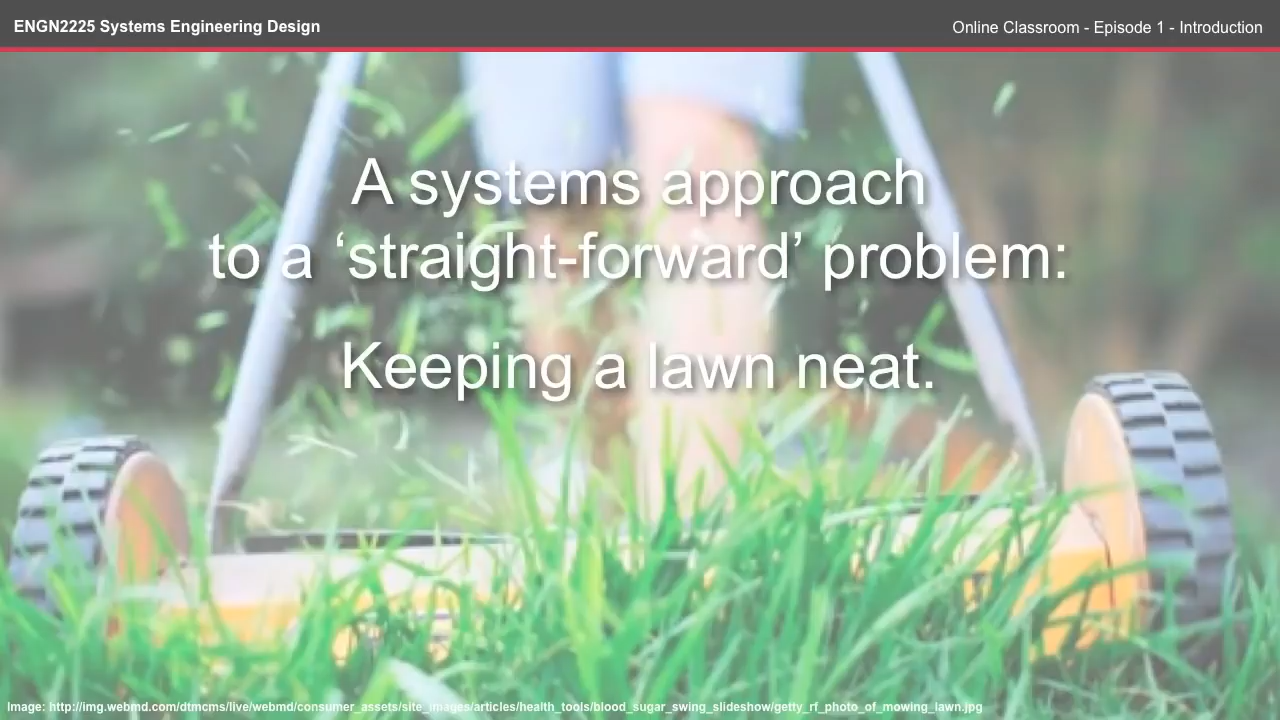 ENGN2225 Systems Engineering Design
Online Classroom - Episode 1 - Introduction
A systems approach
to a ‘straight-forward’ problem:
Keeping a lawn neat.
Image: http://img.webmd.com/dtmcms/live/webmd/consumer_assets/site_images/articles/health_tools/blood_sugar_swing_slideshow/getty_rf_photo_of_mowing_lawn.jpg